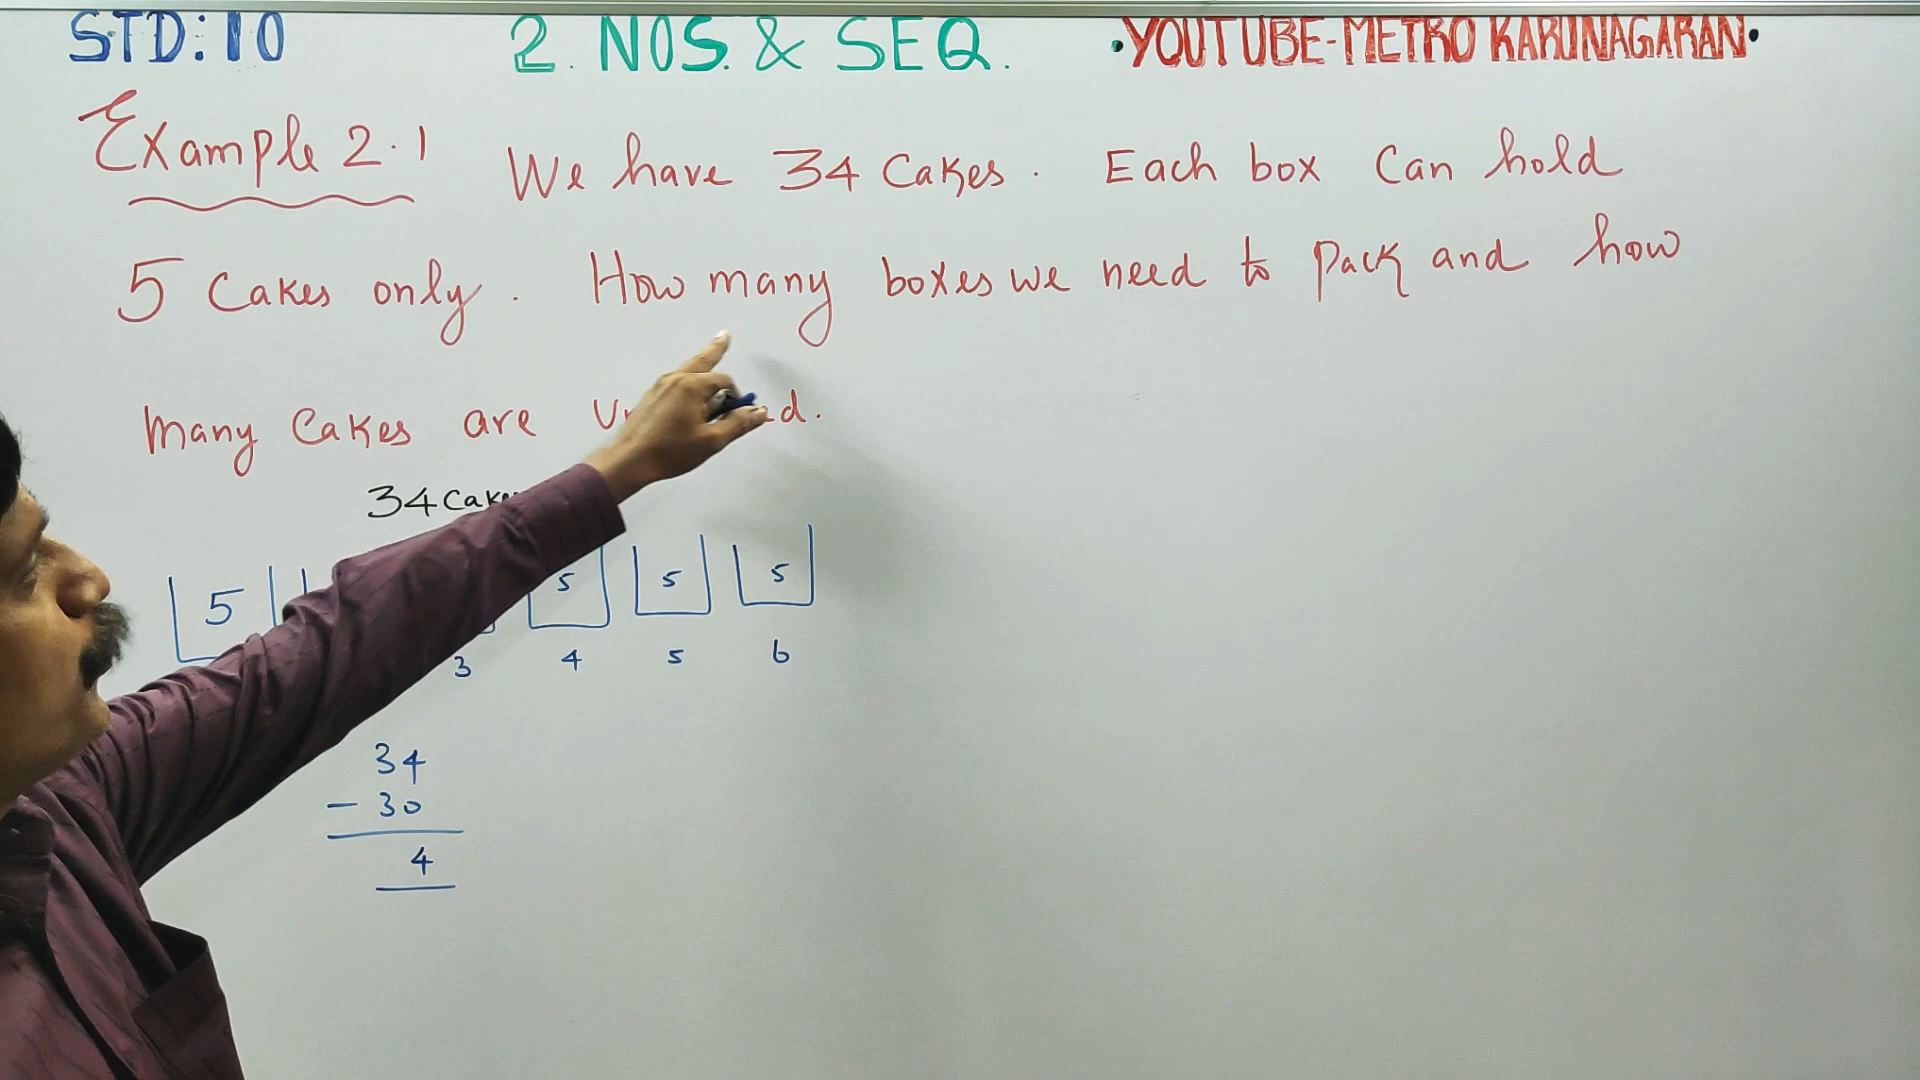 STD: 10 2. NOS. & SEQ. •YOUTUBE-METRO KARUNAGARAN•
Example 2.1 We have 34 Cakes. Each box Can hold
5 Cakes only. How many boxes we need to Pack and how
many Cakes are
34
5 5 5 5
3 4 5 6
34
- 30
4